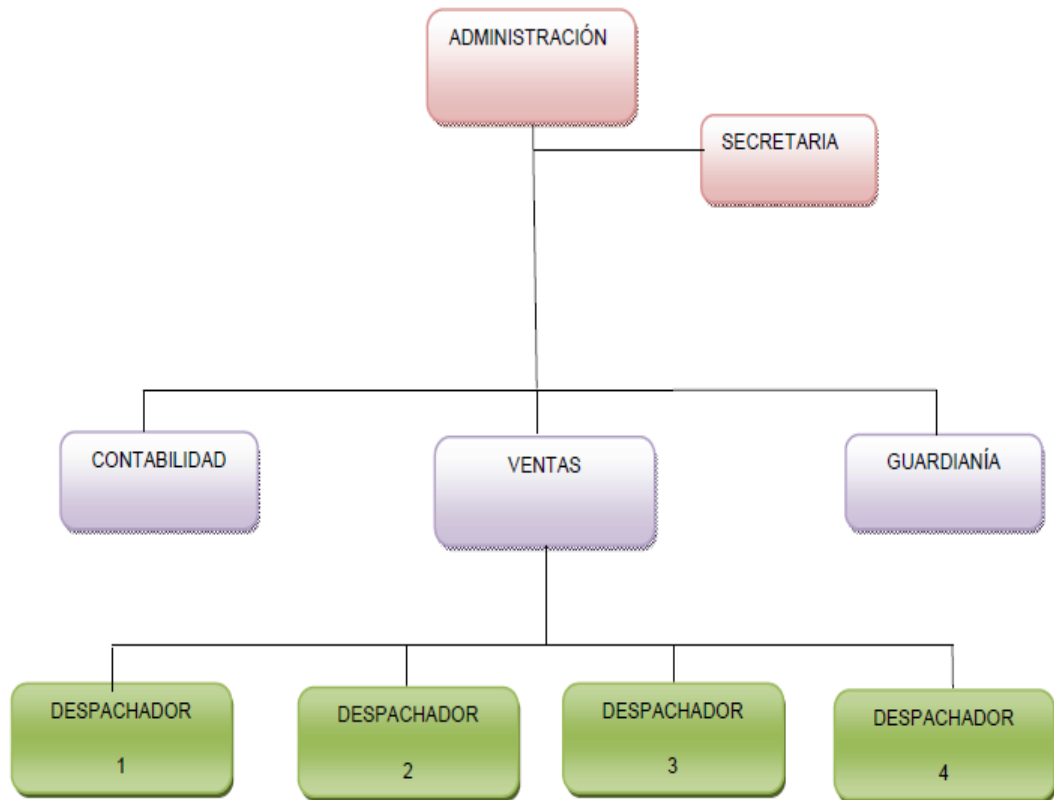 ADMINISTRACIÓN
SECRETARIA
CONTABILIDAD
VENTAS
GUARDIANÍA
DESPACHADOR
1
DESPACHADOR
2
DESPACHADOR
3
DESPACHADOR
4